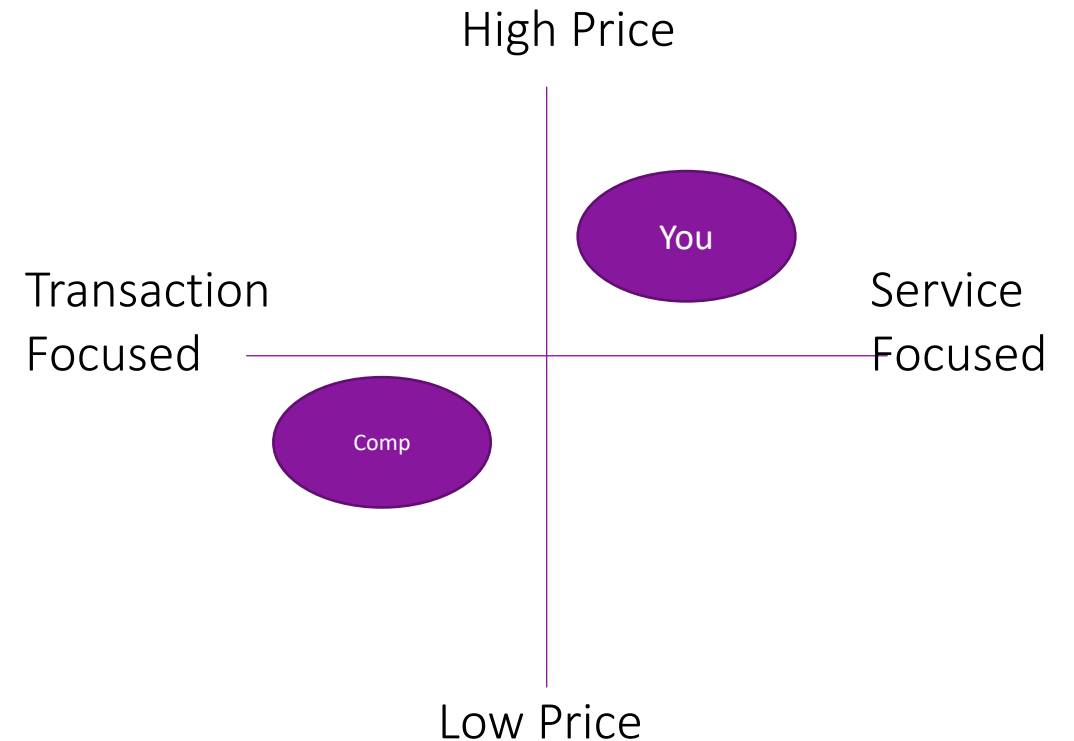 High Price
You
Transaction
Focused
Service
Focused
Comp
Low Price